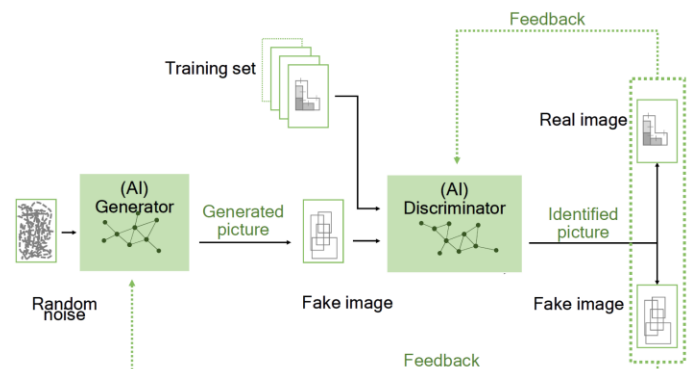 Feedback
Training set
Real image
(AI)
Generator
Generated
picture
(AI)
Discriminator
Identified
picture
Random
noise
Fake image
Fake image
Feedback